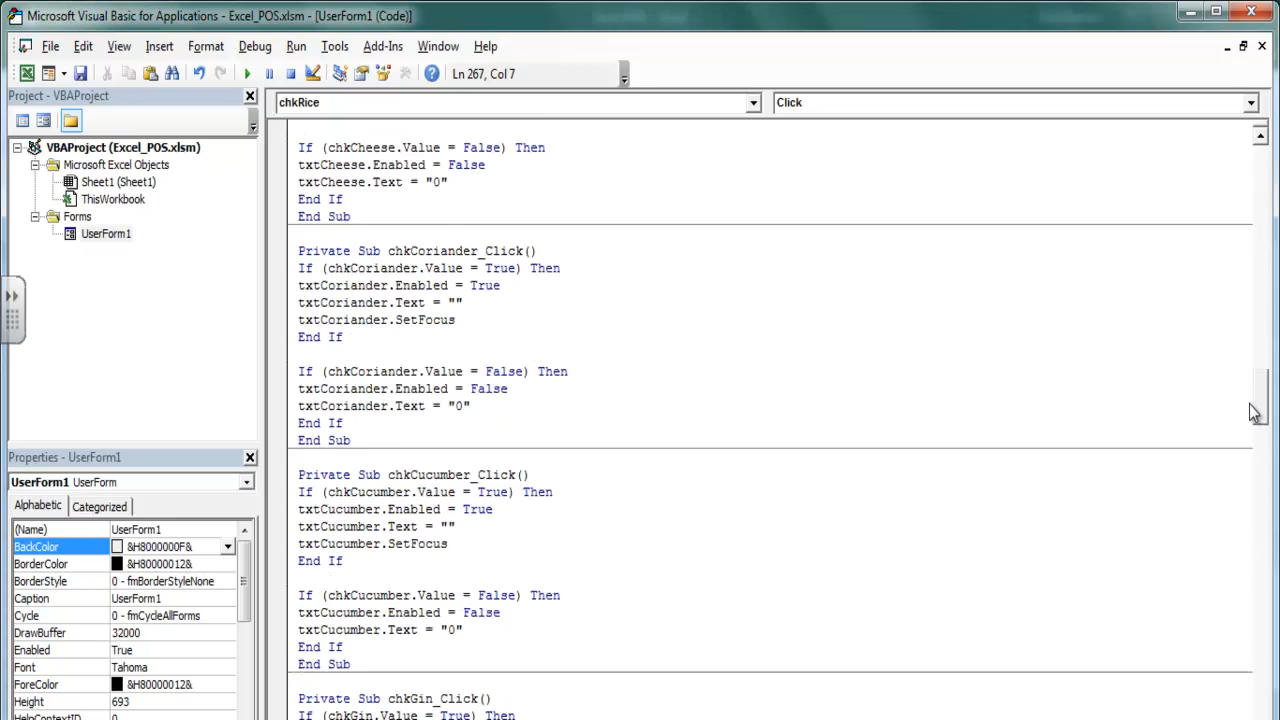 Microsoft Visual Basic for Applications - Excel_POS.xlsm - [UserForm1 (Code)]
File Edit View Insert Format Debug Run Tools Add-Ins Window Help
Ln 267, Col 7
Project - VBAProject
chkRice
Click
VBAProject (Excel_POS.xlsm)
Microsoft Excel Objects
Sheet1 (Sheet1)
ThisWorkbook
Forms
UserForm1
If (chkCheese.Value = False) Then
txtCheese.Enabled = False
txtCheese.Text = "0"
End If
End Sub
Private Sub chkCoriander_Click()
If (chkCoriander.Value = True) Then
txtCoriander.Enabled = True
txtCoriander.Text = ""
txtCoriander.SetFocus
End If
If (chkCoriander.Value = False) Then
txtCoriander.Enabled = False
txtCoriander.Text = "0"
End If
End Sub
Private Sub chkCucumber_Click()
If (chkCucumber.Value = True) Then
txtCucumber.Enabled = True
txtCucumber.Text = ""
txtCucumber.SetFocus
End If
If (chkCucumber.Value = False) Then
txtCucumber.Enabled = False
txtCucumber.Text = "0"
End If
End Sub
Private Sub chkGin_Click()
If (chkGin.Value = True) Then
Properties - UserForm1
UserForm1 UserForm
Alphabetic Categorized
(Name) UserForm1
BackColor &H8000000F&
BorderColor &H80000012&
BorderStyle 0 - fmBorderStyleNone
Caption UserForm1
Cycle 0 - fmCycleAllForms
DrawBuffer 32000
Enabled True
Font Tahoma
ForeColor &H80000012&
Height 693
HelpContextID 0